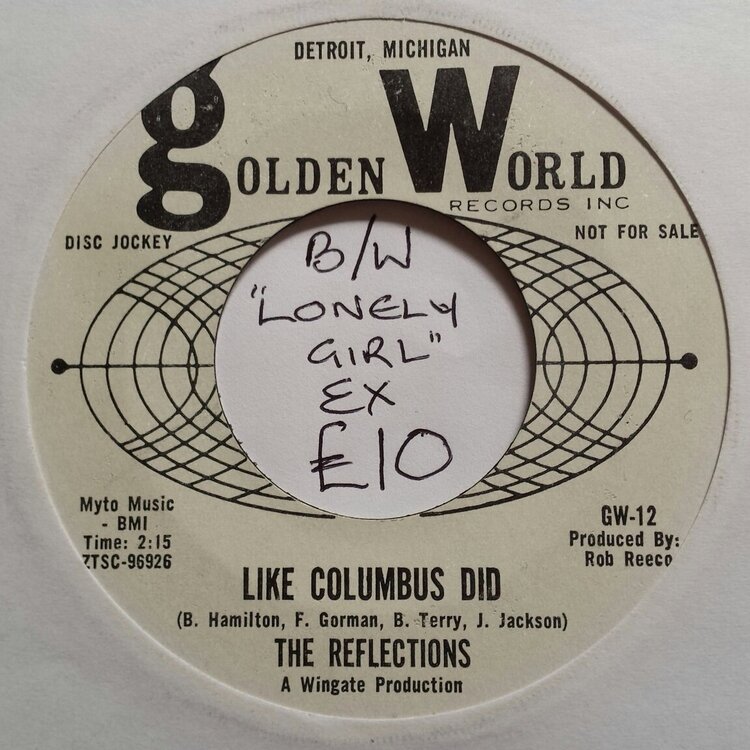 DETROIT, MICHIGAN
gOLDEN WORLD
RECORDS INC
DISC JOCKEY
NOT FOR SALE
B/W
"LONELY
GIRL"
EX
£10
Myto Music
- BMI
Time: 2:15
ZTSC-96926
GW-12
Produced By:
Rob Reeco
LIKE COLUMBUS DID
(B. Hamilton, F. Gorman, B. Terry, J. Jackson)
THE REFLECTIONS
A Wingate Production